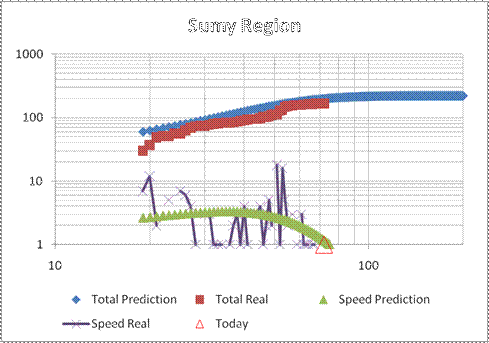 Sumy Region
1000
100
10
1
10
100
Total Prediction
Total Real
Speed Prediction
Speed Real
Today